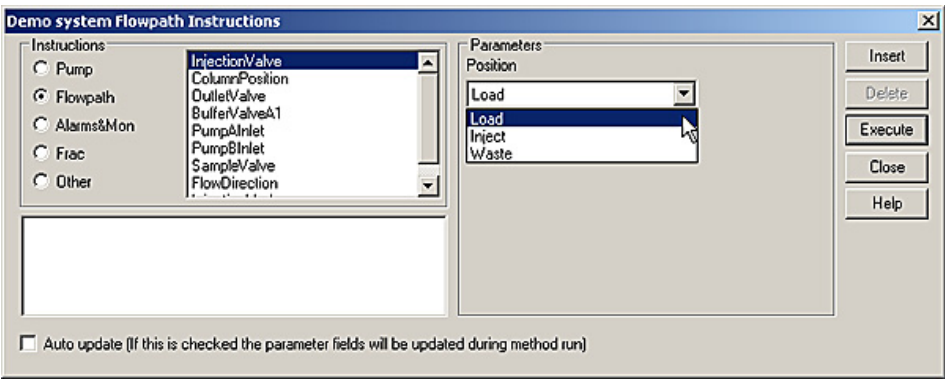 Demo system Flowpath Instructions
Instructions
Pump
Flowpath
Alarms&Mon
Frac
Other
InjectionValve
ColumnPosition
OutletValve
BufferValveA1
PumpAInlet
PumpBInlet
SampleValve
FlowDirection
Parameters
Position
Load
Load
Inject
Waste
Insert
Delete
Execute
Close
Help
Auto update (If this is checked the parameter fields will be updated during method run)